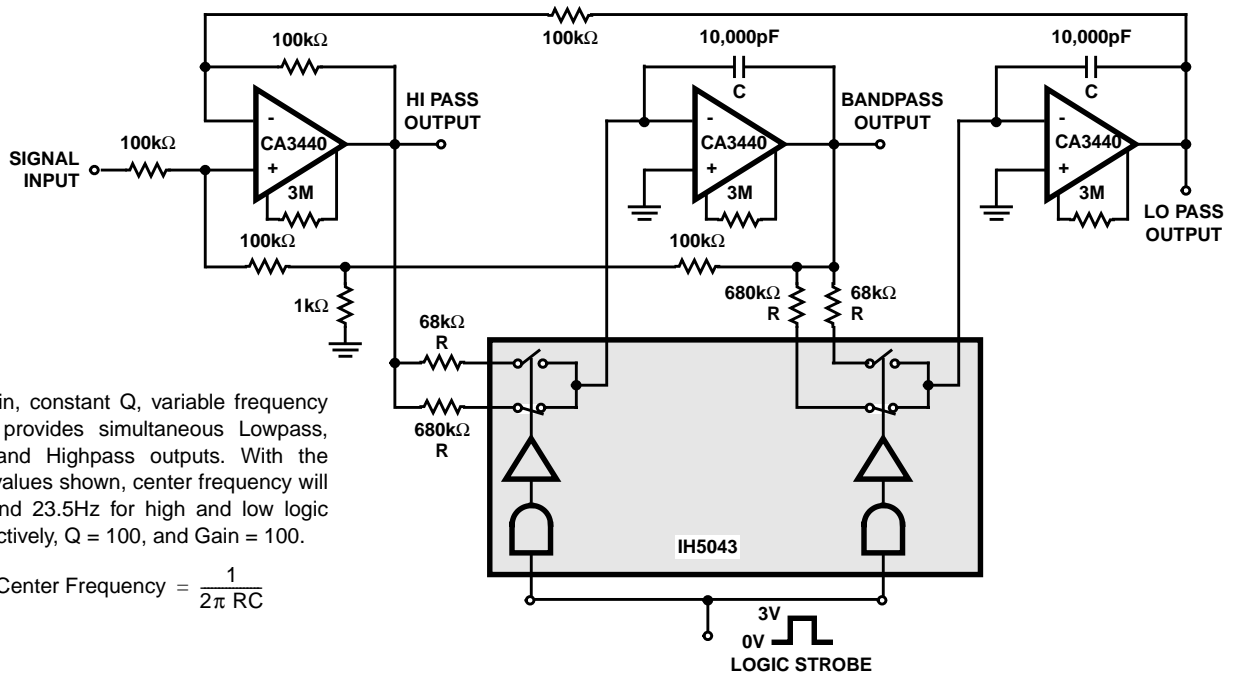 100kΩ
100kΩ
10,000pF
10,000pF
C
C
HI PASS
OUTPUT
BANDPASS
OUTPUT
-
CA3440
+
3M
-
CA3440
+
3M
-
CA3440
+
3M
100kΩ
SIGNAL
INPUT
LO PASS
OUTPUT
100kΩ
100kΩ
1kΩ
680kΩ
R
68kΩ
R
68kΩ
R
680kΩ
R
in, constant Q, variable frequency
provides simultaneous Lowpass,
and Highpass outputs. With the
values shown, center frequency will
nd 23.5Hz for high and low logic
ctively, Q = 100, and Gain = 100.
Center Frequency = 1 / 2π RC
IH5043
3V
0V
LOGIC STROBE